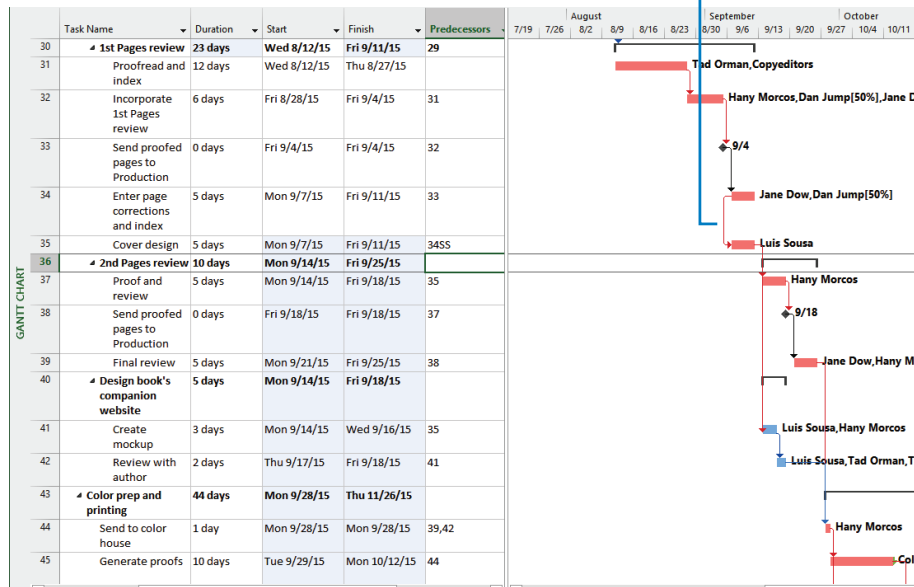 August September October
Task Name Duration Start Finish Predecessors 7/19 7/26 8/2 8/9 8/16 8/23 8/30 9/6 9/13 9/20 9/27 10/4 10/11
GANTT CHART
30 1st Pages review 23 days Wed 8/12/15 Fri 9/11/15 29
31 Proofread and 12 days Wed 8/12/15 Thu 8/27/15 Tad Orman,Copyeditors
index
32 Incorporate 6 days Fri 8/28/15 Fri 9/4/15 31 Hany Morcos,Dan Jump[50%],Jane D
1st Pages
review
33 Send proofed 0 days Fri 9/4/15 Fri 9/4/15 32 9/4
pages to
Production
34 Enter page 5 days Mon 9/7/15 Fri 9/11/15 33 Jane Dow,Dan Jump[50%]
corrections
and index
35 Cover design 5 days Mon 9/7/15 Fri 9/11/15 34SS Luis Sousa
36 2nd Pages review 10 days Mon 9/14/15 Fri 9/25/15
37 Proof and 5 days Mon 9/14/15 Fri 9/18/15 35 Hany Morcos
review
38 Send proofed 0 days Fri 9/18/15 Fri 9/18/15 37 9/18
pages to
Production
39 Final review 5 days Mon 9/21/15 Fri 9/25/15 38 Jane Dow,Hany M
40 Design book's 5 days Mon 9/14/15 Fri 9/18/15
companion
website
41 Create 3 days Mon 9/14/15 Wed 9/16/15 35 Luis Sousa,Hany Morcos
mockup
42 Review with 2 days Thu 9/17/15 Fri 9/18/15 41 Luis Sousa,Tad Orman,T
author
43 Color prep and 44 days Mon 9/28/15 Thu 11/26/15
printing
44 Send to color 1 day Mon 9/28/15 Mon 9/28/15 39,42 Hany Morcos
house
45 Generate proofs 10 days Tue 9/29/15 Mon 10/12/15 44 Col